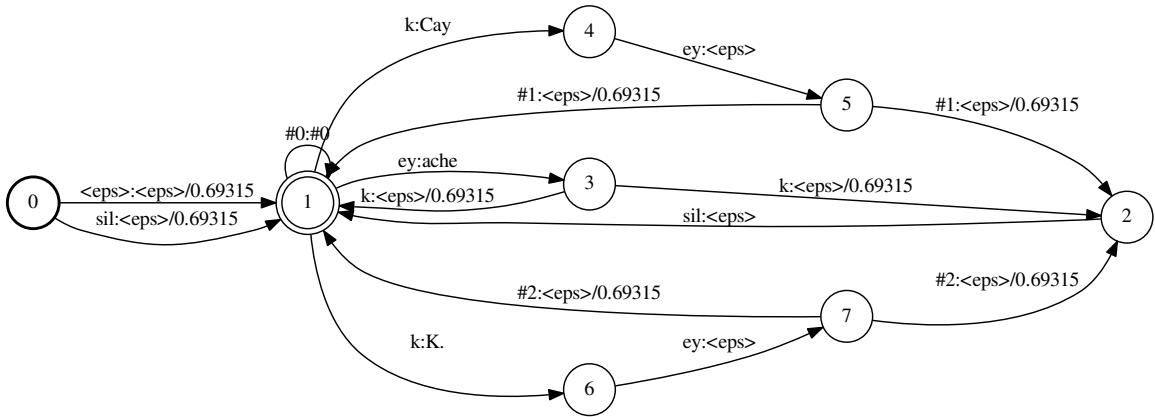 k:Cay
4
ey:<eps>
#1:<eps>/0.69315
5
#1:<eps>/0.69315
#0:#0
ey:ache
3
<eps>:<eps>/0.69315
0
1
k:<eps>/0.69315
k:<eps>/0.69315
2
sil:<eps>/0.69315
sil:<eps>
#2:<eps>/0.69315
#2:<eps>/0.69315
7
k:K.
ey:<eps>
6